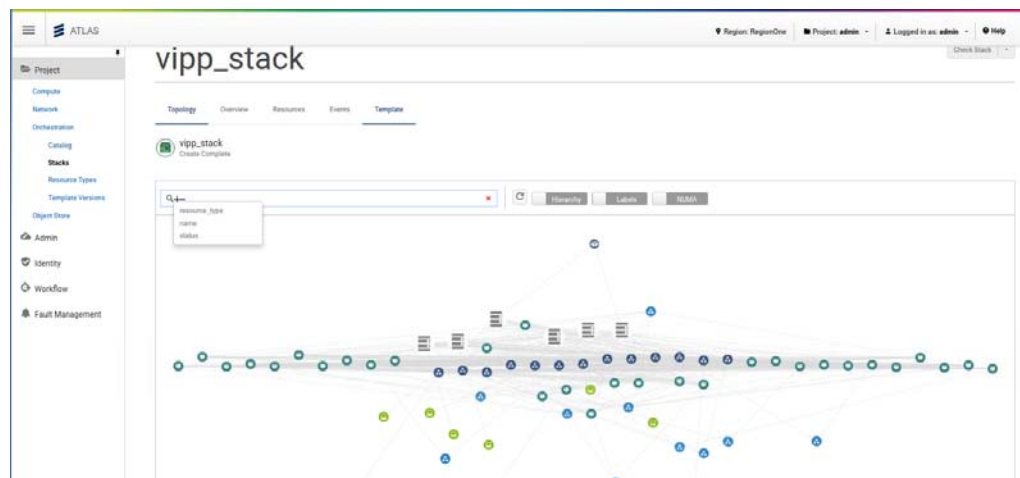 ATLAS
Region: RegionOne
Project: admin
Logged in as: admin
Help
Project
Compute
Network
Orchestration
Catalog
Stacks
Resource Types
Template Versions
Object Store
Admin
Identity
Workflow
Fault Management
vipp_stack
Check Stack
Topology
Overview
Resources
Events
Template
vipp_stack
Create Complete
resource_type
name
status
Hierarchy
Labels
NUMA